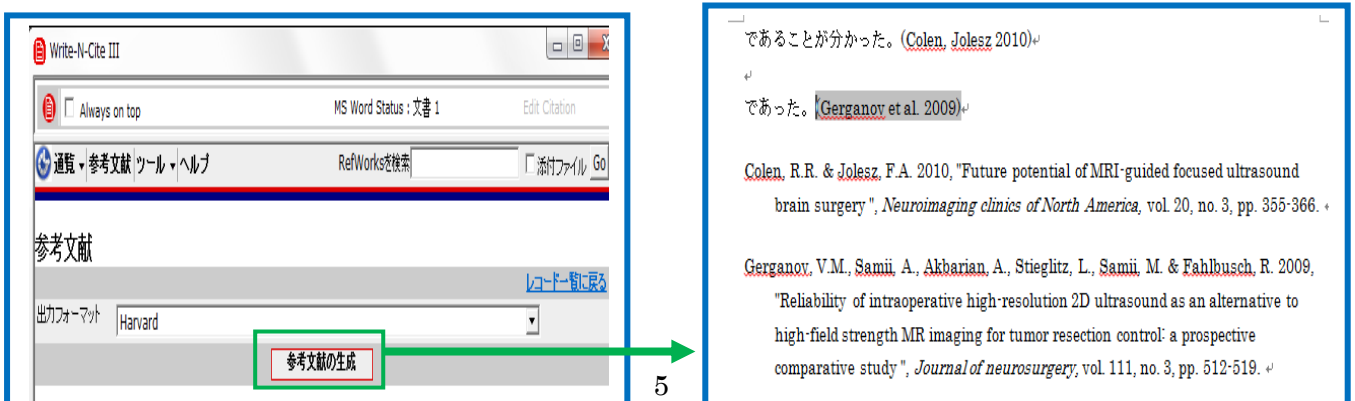 Write-N-Cite III
Always on top MS Word Status : 文書 1 Edit Citation
通覧 参考文献 ツール ヘルプ RefWorksを検索 添付ファイル Go
参考文献
レコード一覧に戻る
出力フォーマット Harvard
参考文献の生成
5
であることが分かった。(Colen, Jolesz 2010)
であった。(Gerganov et al. 2009)
Colen, R.R. & Jolesz, F.A. 2010, "Future potential of MRI-guided focused ultrasound
brain surgery ", Neuroimaging clinics of North America, vol. 20, no. 3, pp. 355-366.
Gerganov, V.M., Samii, A., Akbarian, A., Stieglitz, L., Samii, M. & Fahlbusch, R. 2009,
"Reliability of intraoperative high-resolution 2D ultrasound as an alternative to
high-field strength MR imaging for tumor resection control: a prospective
comparative study ", Journal of neurosurgery, vol. 111, no. 3, pp. 512-519.